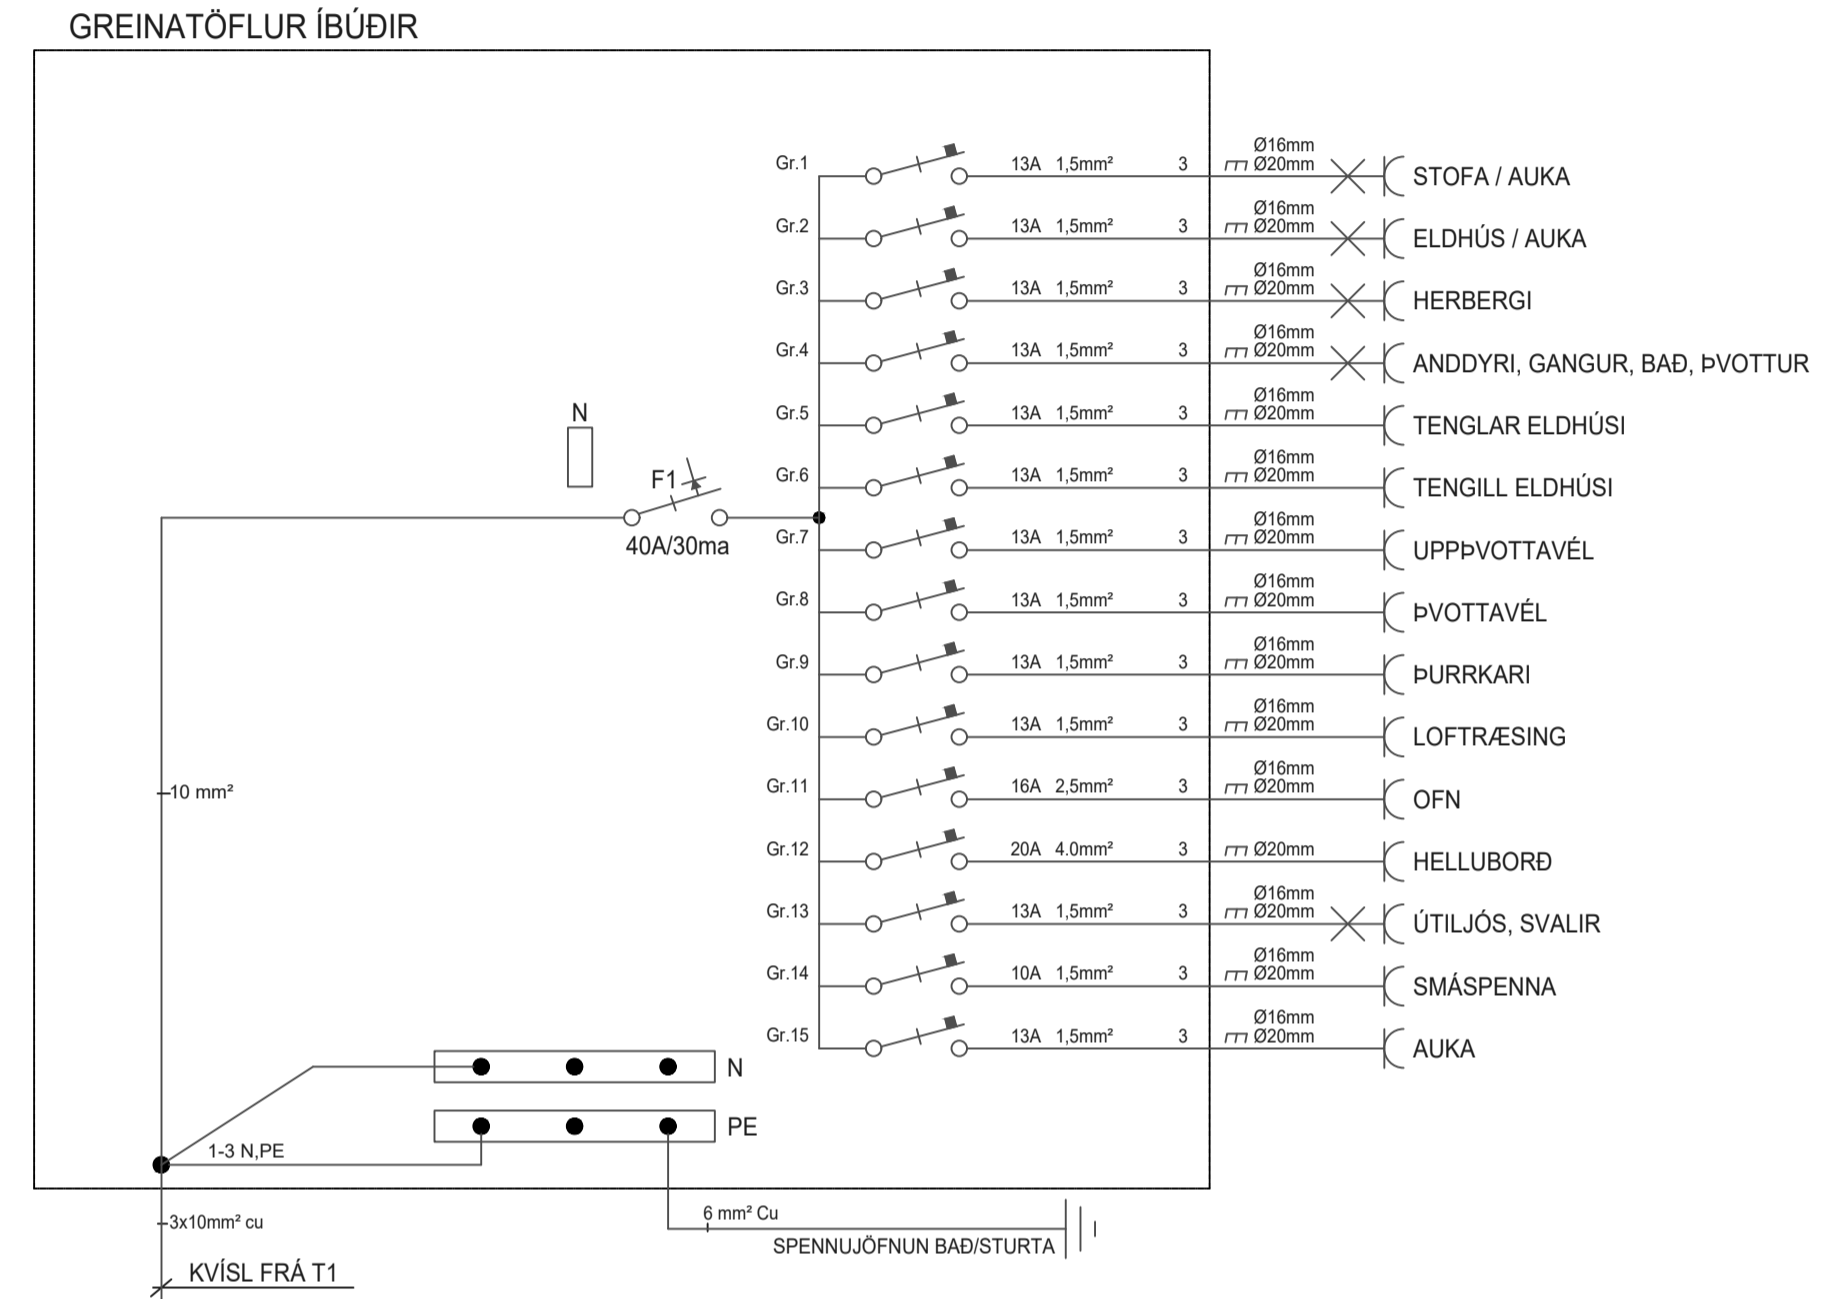 GREINATÖFLUR ÍBÚÐIR
Ø16mm
Gr.1 13A 1,5mm² 3 Ø20mm
STOFA / AUKA
Ø16mm
Gr.2 13A 1,5mm² 3 Ø20mm
ELDHÚS / AUKA
Ø16mm
Gr.3 13A 1,5mm² 3 Ø20mm
HERBERGI
Ø16mm
Gr.4 13A 1,5mm² 3 Ø20mm
ANDDYRI, GANGUR, BAÐ, ÞVOTTUR
Ø16mm
Gr.5 13A 1,5mm² 3 Ø20mm
TENGLAR ELDHÚSI
Ø16mm
Gr.6 13A 1,5mm² 3 Ø20mm
TENGILL ELDHÚSI
Ø16mm
Gr.7 13A 1,5mm² 3 Ø20mm
UPPÞVOTTAVÉL
Ø16mm
Gr.8 13A 1,5mm² 3 Ø20mm
ÞVOTTAVÉL
Ø16mm
Gr.9 13A 1,5mm² 3 Ø20mm
ÞURRKARI
Ø16mm
Gr.10 13A 1,5mm² 3 Ø20mm
LOFTRÆSING
Ø16mm
Gr.11 16A 2,5mm² 3 Ø20mm
OFN
Gr.12 20A 4.0mm² 3 Ø20mm
HELLUBORÐ
Ø16mm
Gr.13 13A 1,5mm² 3 Ø20mm
ÚTILJÓS, SVALIR
Ø16mm
Gr.14 10A 1,5mm² 3 Ø20mm
SMÁSPENNA
Ø16mm
Gr.15 13A 1,5mm² 3 Ø20mm
AUKA
N
F1
40A/30ma
10 mm²
N
PE
1-3 N,PE
3x10mm² cu
6 mm² Cu
SPENNUJÖFNUN BAÐ/STURTA
KVÍSL FRÁ T1